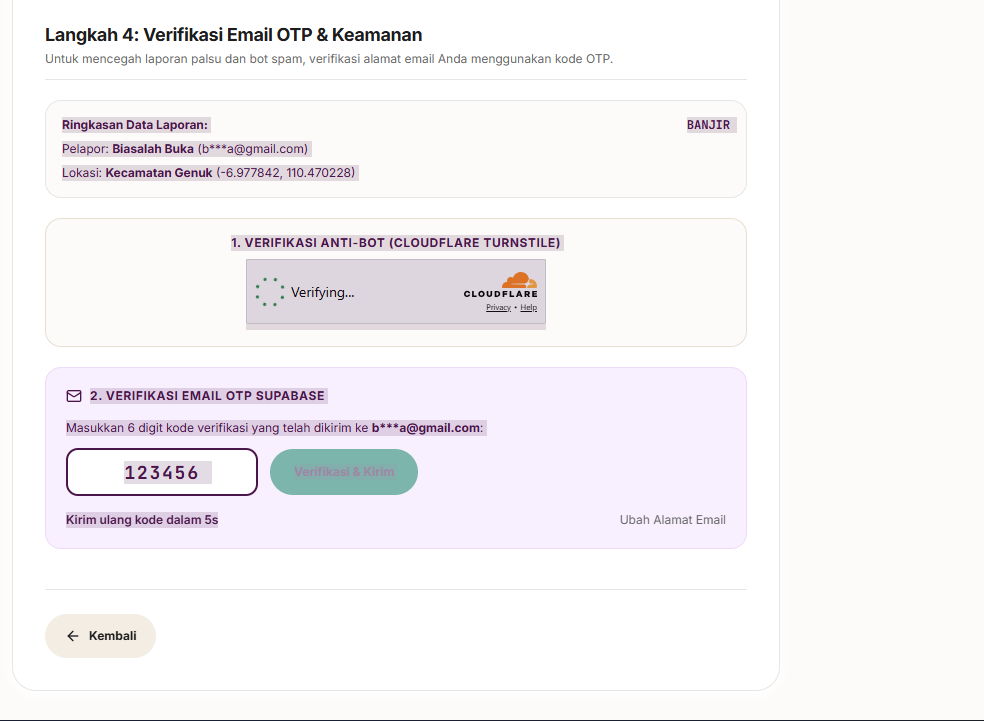 Langkah 4: Verifikasi Email OTP & Keamanan
Untuk mencegah laporan palsu dan bot spam, verifikasi alamat email Anda menggunakan kode OTP.
Ringkasan Data Laporan:
BANJIR
Pelapor: Biasalah Buka (b***a@gmail.com)
Lokasi: Kecamatan Genuk (-6.977842, 110.470228)
1. VERIFIKASI ANTI-BOT (CLOUDFLARE TURNSTILE)
Verifying...
CLOUDFLARE
Privacy • Help
2. VERIFIKASI EMAIL OTP SUPABASE
Masukkan 6 digit kode verifikasi yang telah dikirim ke b***a@gmail.com:
123456
Verifikasi & Kirim
Kirim ulang kode dalam 5s
Ubah Alamat Email
Kembali